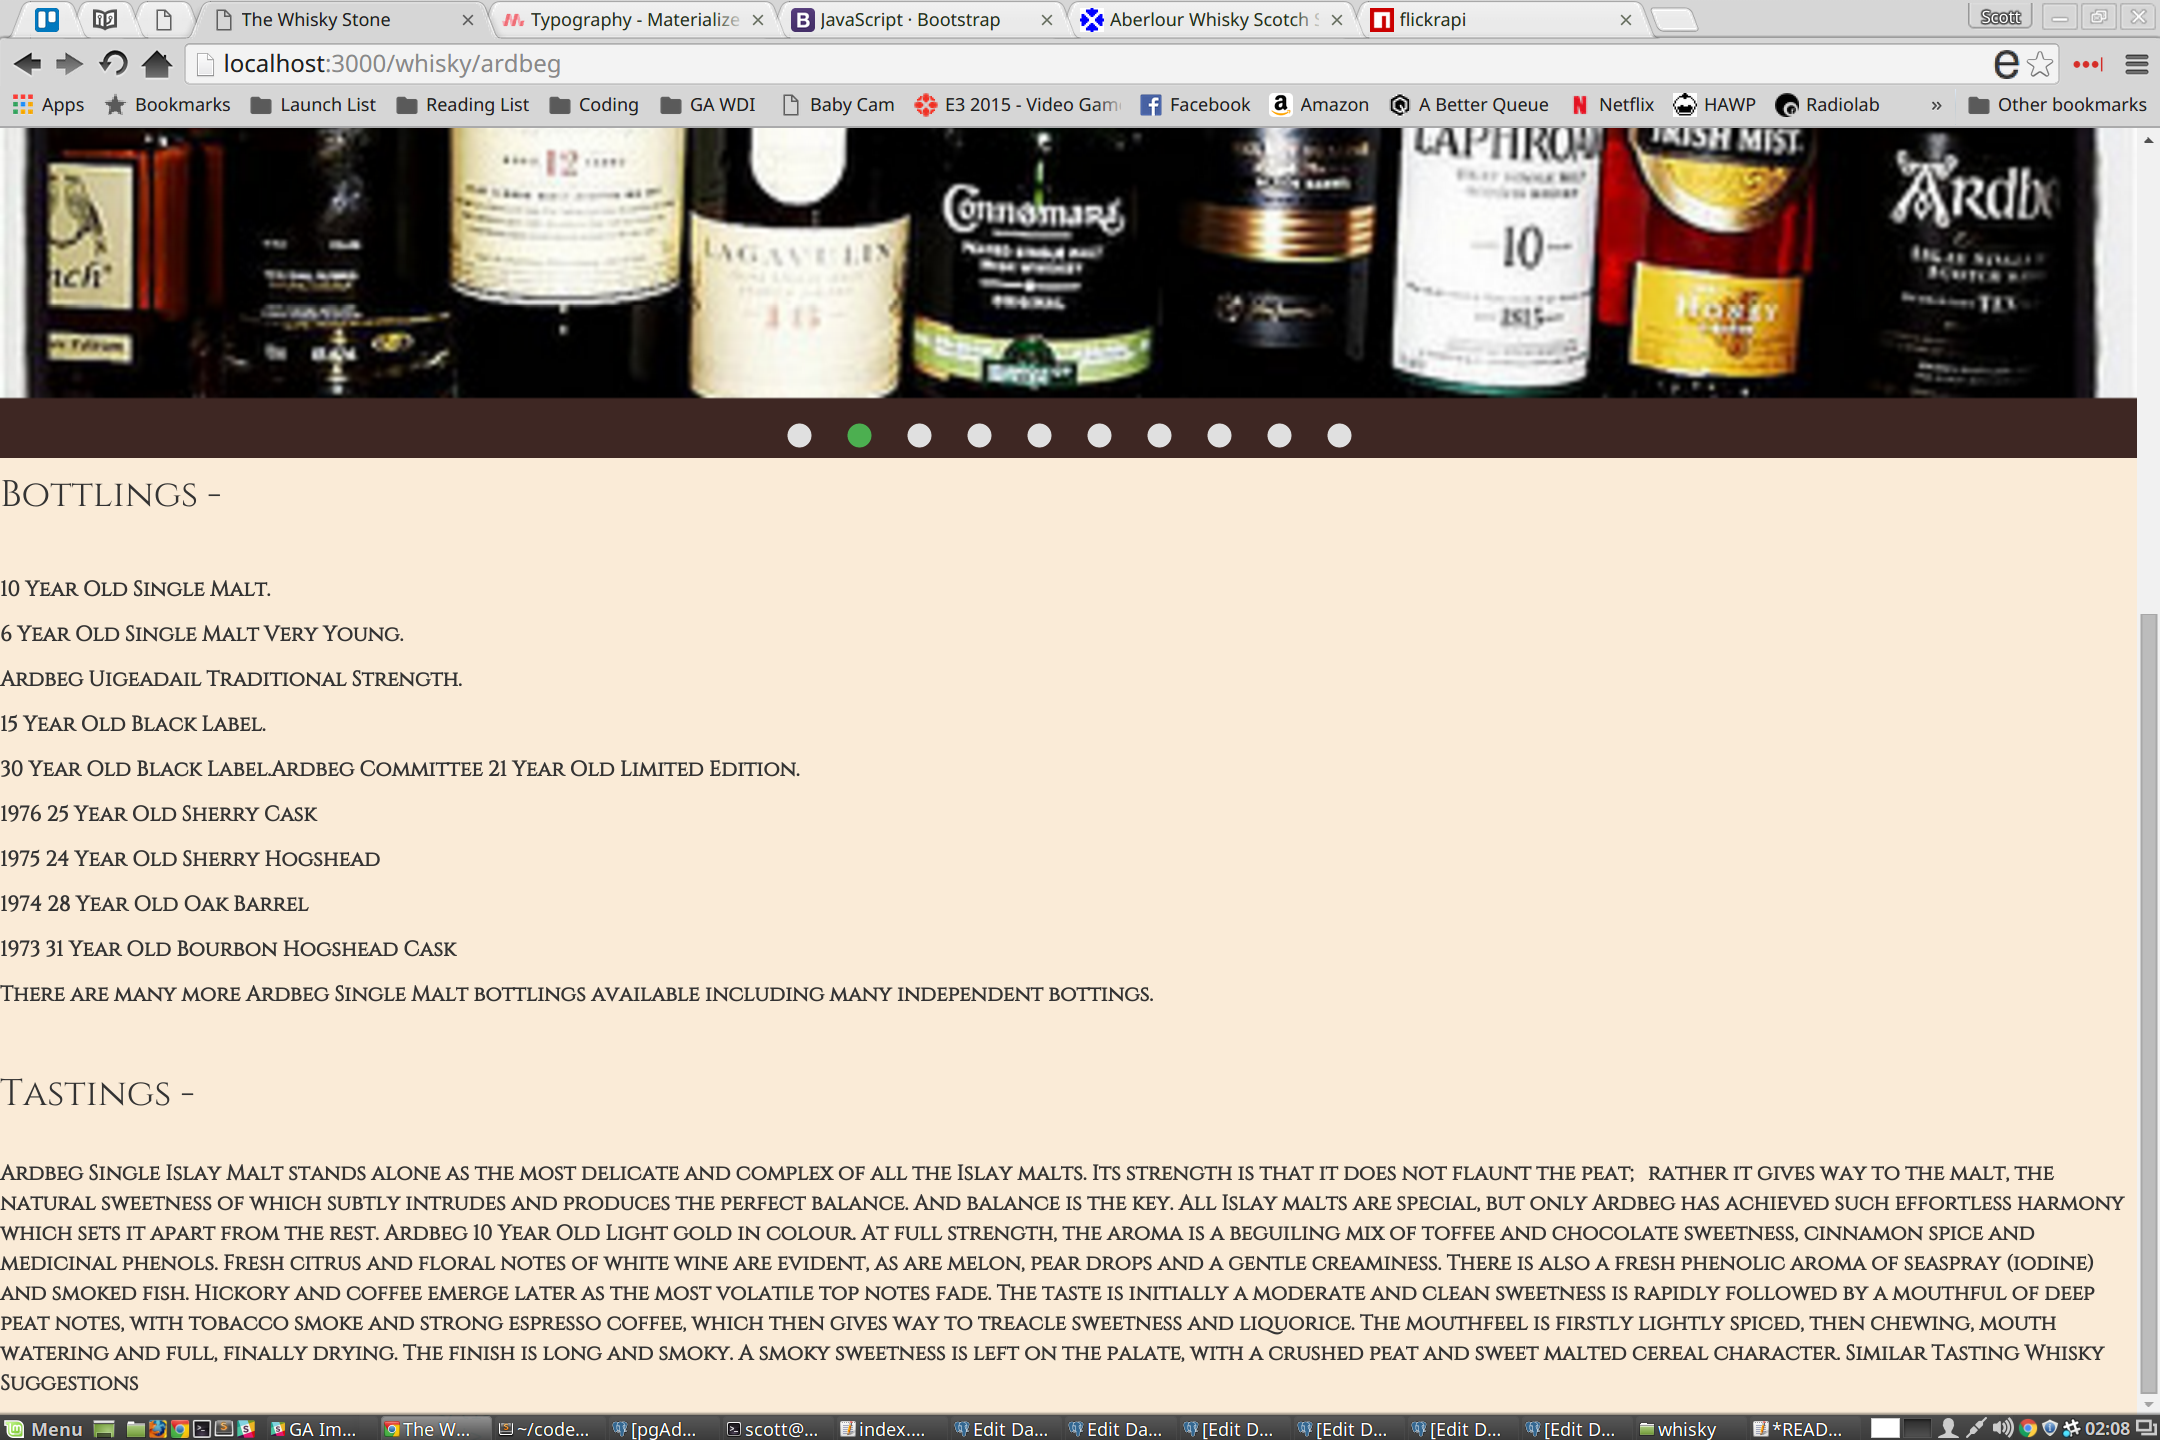 The Whisky Stone
Typography - Materialize
JavaScript · Bootstrap
Aberlour Whisky Scotch S
flickrapi
Scott
localhost:3000/whisky/ardbeg
Apps
Bookmarks
Launch List
Reading List
Coding
GA WDI
Baby Cam
E3 2015 - Video Gam
Facebook
Amazon
A Better Queue
Netflix
HAWP
Radiolab
»
Other bookmarks
12 YEARS
LAGAVULIN
Connemara
PEATED SINGLE MALT
IRISH WHISKEY
ORIGINAL
LAPHROA
10
1815
IRISH MIST
HONEY
Ardbe
ISLAY SINGLE
SCOTCH
TEN
nch
BOTTLINGS -
10 YEAR OLD SINGLE MALT.
6 YEAR OLD SINGLE MALT VERY YOUNG.
ARDBEG UIGEADAIL TRADITIONAL STRENGTH.
15 YEAR OLD BLACK LABEL.
30 YEAR OLD BLACK LABEL.ARDBEG COMMITTEE 21 YEAR OLD LIMITED EDITION.
1976 25 YEAR OLD SHERRY CASK
1975 24 YEAR OLD SHERRY HOGSHEAD
1974 28 YEAR OLD OAK BARREL
1973 31 YEAR OLD BOURBON HOGSHEAD CASK
THERE ARE MANY MORE ARDBEG SINGLE MALT BOTTLINGS AVAILABLE INCLUDING MANY INDEPENDENT BOTTINGS.
TASTINGS -
ARDBEG SINGLE ISLAY MALT STANDS ALONE AS THE MOST DELICATE AND COMPLEX OF ALL THE ISLAY MALTS. ITS STRENGTH IS THAT IT DOES NOT FLAUNT THE PEAT; RATHER IT GIVES WAY TO THE MALT, THE
NATURAL SWEETNESS OF WHICH SUBTLY INTRUDES AND PRODUCES THE PERFECT BALANCE. AND BALANCE IS THE KEY. ALL ISLAY MALTS ARE SPECIAL, BUT ONLY ARDBEG HAS ACHIEVED SUCH EFFORTLESS HARMONY
WHICH SETS IT APART FROM THE REST. ARDBEG 10 YEAR OLD LIGHT GOLD IN COLOUR. AT FULL STRENGTH, THE AROMA IS A BEGUILING MIX OF TOFFEE AND CHOCOLATE SWEETNESS, CINNAMON SPICE AND
MEDICINAL PHENOLS. FRESH CITRUS AND FLORAL NOTES OF WHITE WINE ARE EVIDENT, AS ARE MELON, PEAR DROPS AND A GENTLE CREAMINESS. THERE IS ALSO A FRESH PHENOLIC AROMA OF SEASPRAY (IODINE)
AND SMOKED FISH. HICKORY AND COFFEE EMERGE LATER AS THE MOST VOLATILE TOP NOTES FADE. THE TASTE IS INITIALLY A MODERATE AND CLEAN SWEETNESS IS RAPIDLY FOLLOWED BY A MOUTHFUL OF DEEP
PEAT NOTES, WITH TOBACCO SMOKE AND STRONG ESPRESSO COFFEE, WHICH THEN GIVES WAY TO TREACLE SWEETNESS AND LIQUORICE. THE MOUTHFEEL IS FIRSTLY LIGHTLY SPICED, THEN CHEWING, MOUTH
WATERING AND FULL, FINALLY DRYING. THE FINISH IS LONG AND SMOKY. A SMOKY SWEETNESS IS LEFT ON THE PALATE, WITH A CRUSHED PEAT AND SWEET MALTED CEREAL CHARACTER. SIMILAR TASTING WHISKY
SUGGESTIONS
Menu
GA Im...
The W...
~/code...
[pgAd...
scott@...
index....
Edit Da...
Edit Da...
[Edit D...
[Edit D...
[Edit D...
[Edit D...
whisky
*READ...
02:08